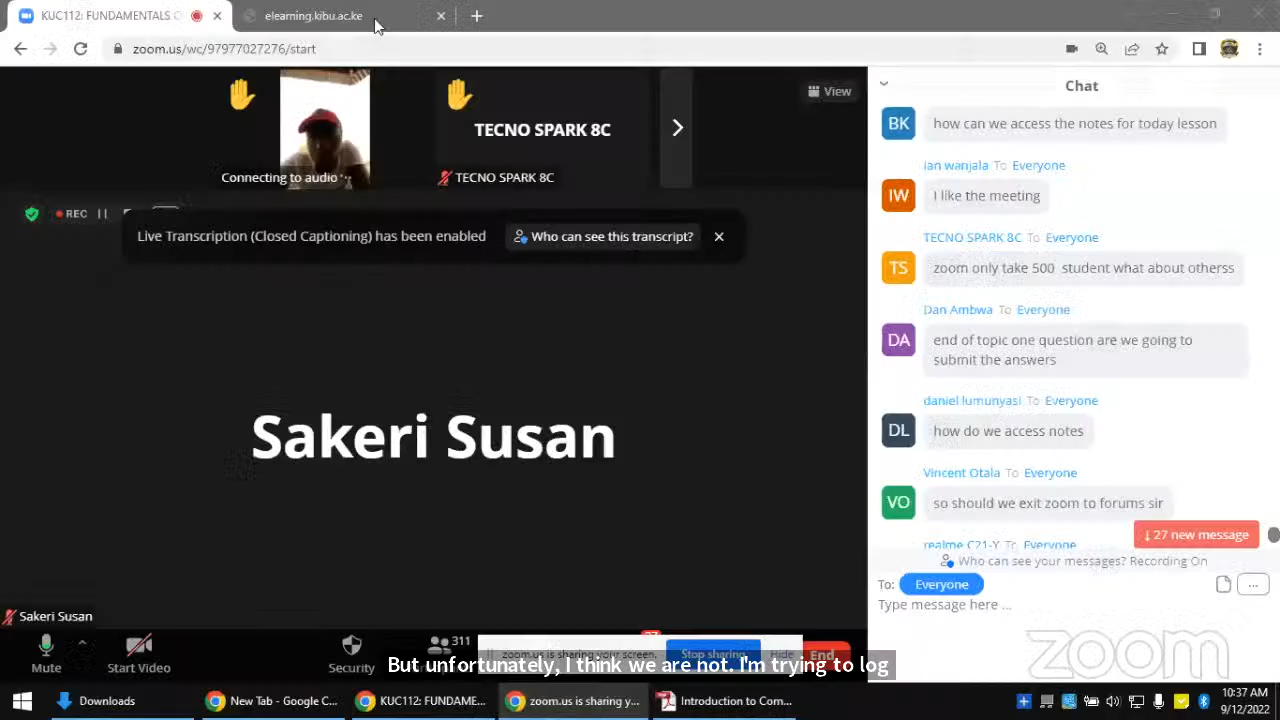 KUC112: FUNDAMENTALS O
elearning.kibu.ac.ke
zoom.us/wc/97977027276/start
View
TECNO SPARK 8C
Connecting to audio
TECNO SPARK 8C
REC
Live Transcription (Closed Captioning) has been enabled
Who can see this transcript?
Sakeri Susan
Sakeri Susan
Mute
Start Video
Security
311
zoom.us is sharing your screen.
Stop sharing
Hide
End
But unfortunately, I think we are not. I'm trying to log
Chat
BK
how can we access the notes for today lesson
ian wanjala To Everyone
IW
I like the meeting
TECNO SPARK 8C To Everyone
TS
zoom only take 500 student what about otherss
Dan Ambwa To Everyone
DA
end of topic one question are we going to
submit the answers
daniel lumunyasi To Everyone
DL
how do we access notes
Vincent Otala To Everyone
VO
so should we exit zoom to forums sir
realme C21-Y To Everyone
↓ 27 new message
Who can see your messages? Recording On
To: Everyone
Type message here ...
zoom
Downloads
New Tab - Google C...
KUC112: FUNDAME...
zoom.us is sharing y...
Introduction to Com...
10:37 AM
9/12/2022